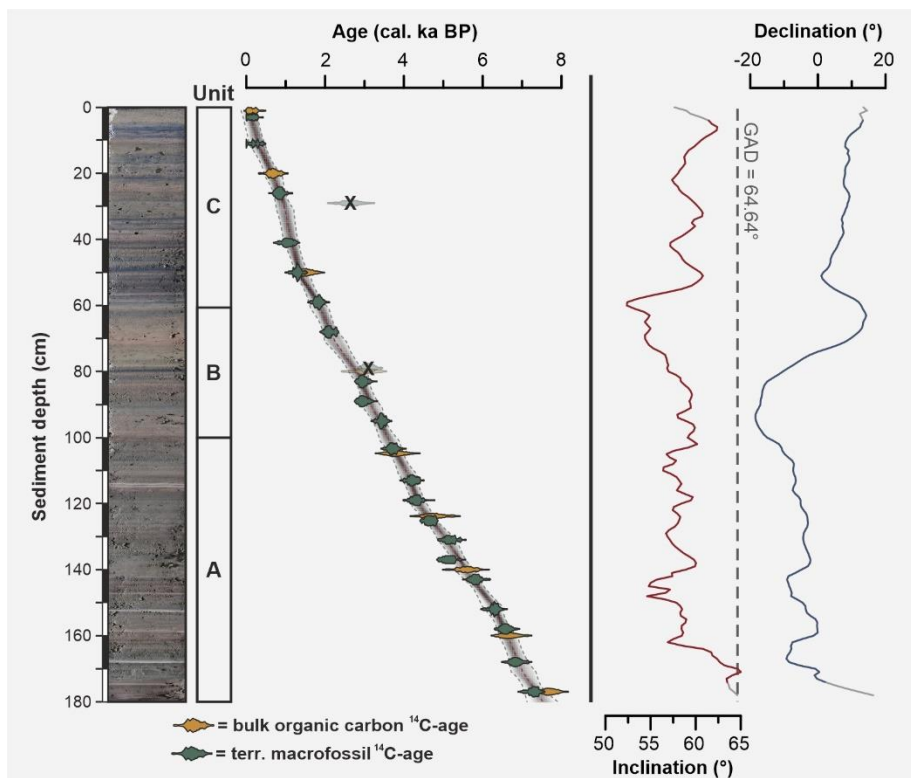 Age (cal. ka BP)
0 2 4 6 8
Declination (°)
-20 0 20
Unit
0
20
40
60
80
100
120
140
160
180
Sediment depth (cm)
C
B
A
X
X
GAD = 64.64°
= bulk organic carbon ¹⁴C-age
= terr. macrofossil ¹⁴C-age
50 55 60 65
Inclination (°)